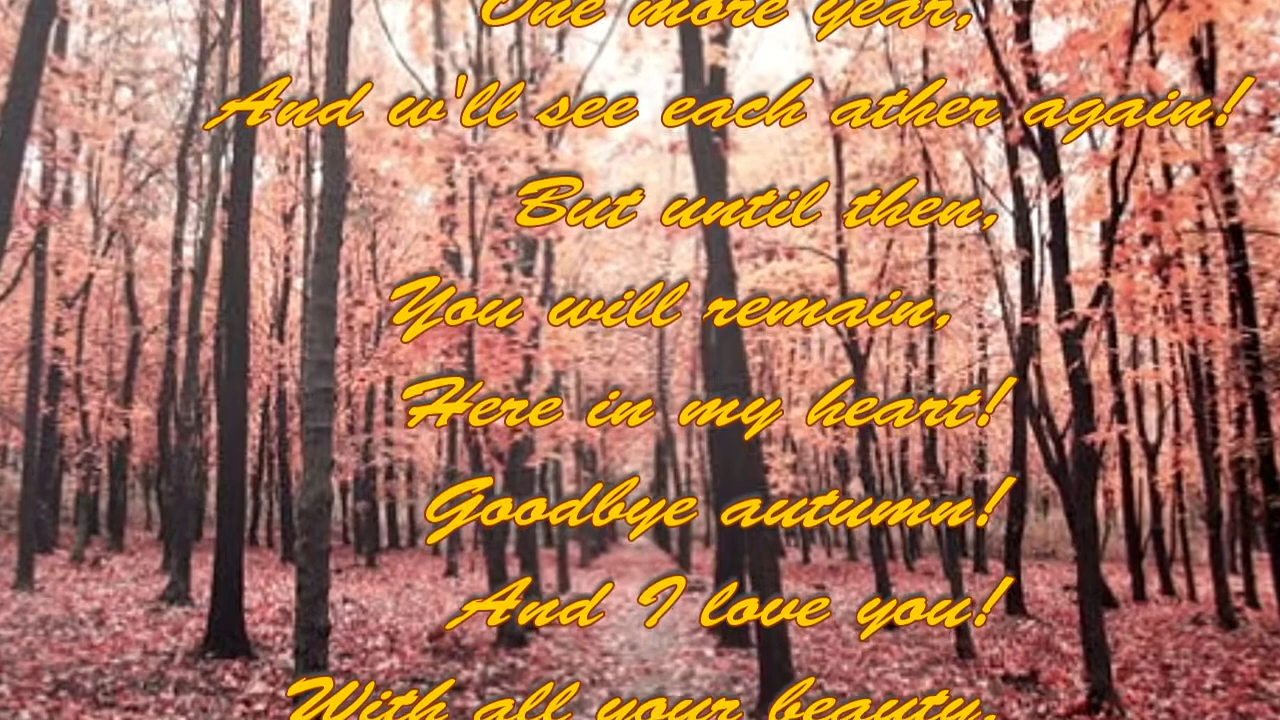 One more year,
And w'll see each ather again!
But until then,
You will remain,
Here in my heart!
Goodbye autumn!
And I love you!
With all your beauty,